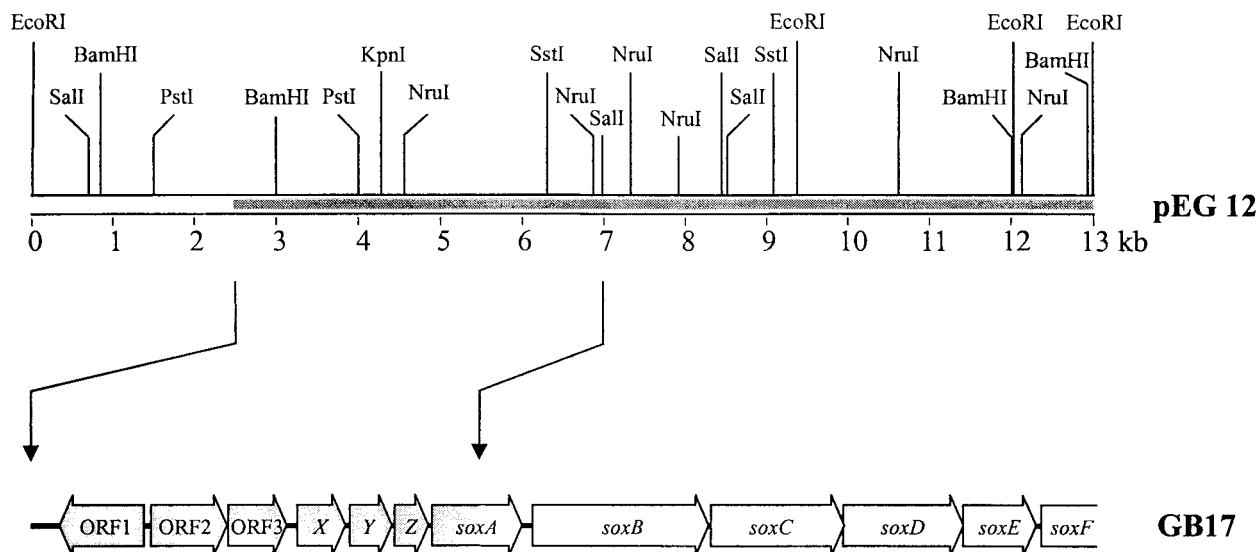 EcoRI EcoRI EcoRI EcoRI
BamHI KpnI SstI NruI SalI SstI NruI BamHI
SalI PstI BamHI PstI NruI NruI SalI NruI SalI BamHI NruI
pEG 12
0 1 2 3 4 5 6 7 8 9 10 11 12 13 kb
ORF1 ORF2 ORF3 X Y Z soxA soxB soxC soxD soxE soxF GB17